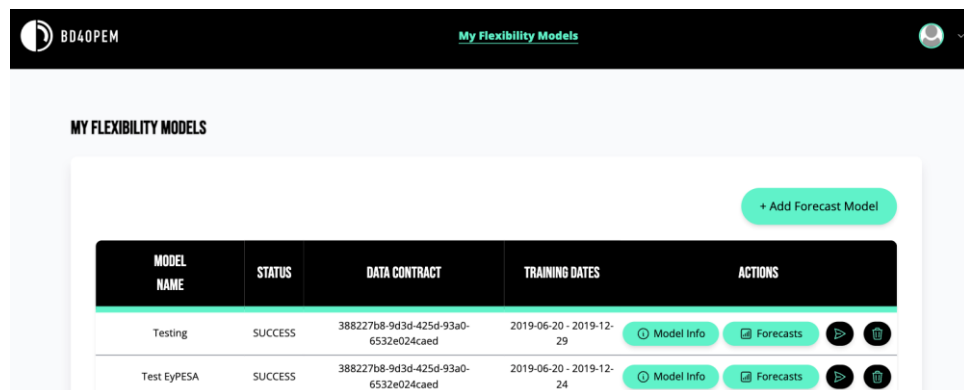 BD4OPEM
My Flexibility Models
MY FLEXIBILITY MODELS
+ Add Forecast Model
MODEL
NAME
STATUS
DATA CONTRACT
TRAINING DATES
ACTIONS
Testing
SUCCESS
388227b8-9d3d-425d-93a0-
6532e024caed
2019-06-20 - 2019-12-
29
Model Info
Forecasts
Test EyPESA
SUCCESS
388227b8-9d3d-425d-93a0-
6532e024caed
2019-06-20 - 2019-12-
24
Model Info
Forecasts